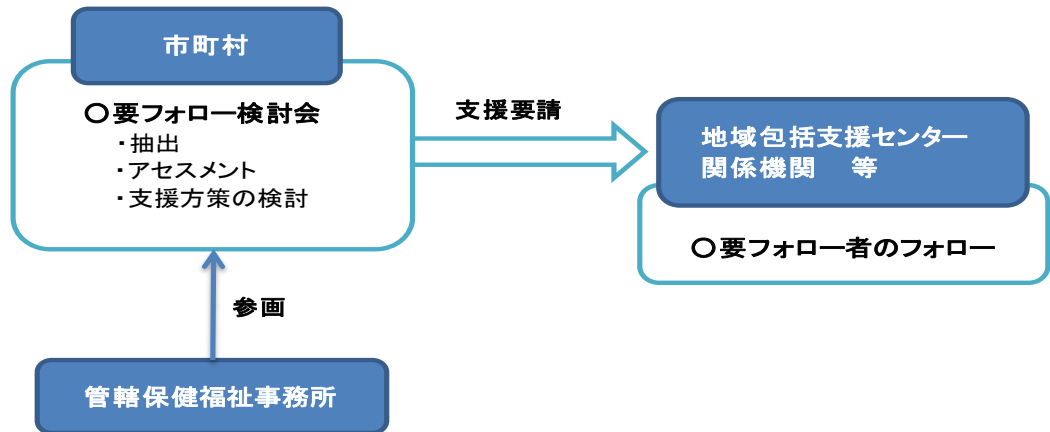 市町村
〇要フォロー検討会
・抽出
・アセスメント
・支援方策の検討
支援要請
地域包括支援センター
関係機関　等
〇要フォロー者のフォロー
参画
管轄保健福祉事務所